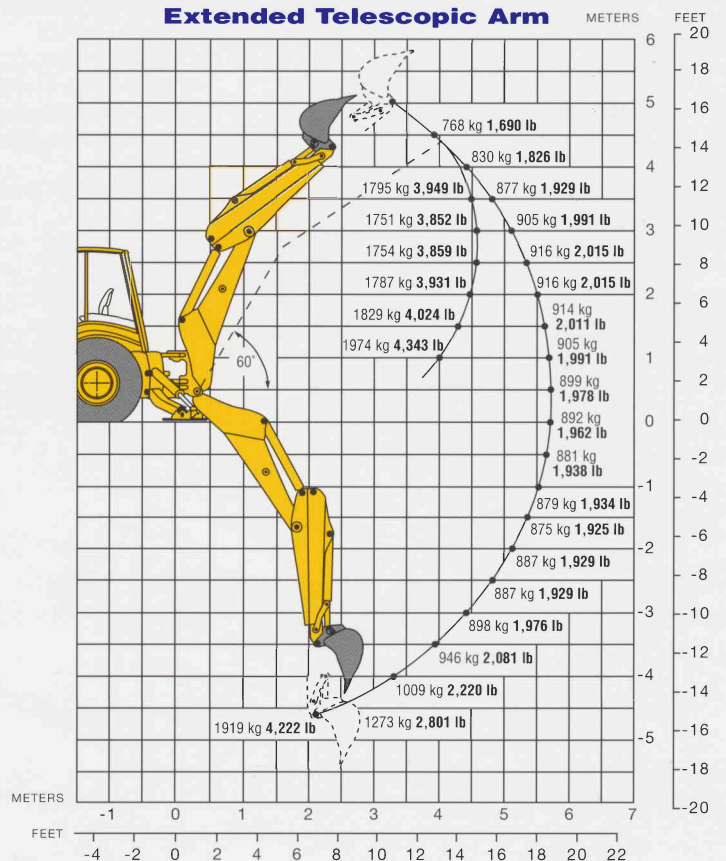 Extended Telescopic Arm
METERS
FEET
6
20
18
5
16
768 kg 1,690 lb
14
830 kg 1,826 lb
4
1795 kg 3,949 lb
877 kg 1,929 lb
12
1751 kg 3,852 lb
905 kg 1,991 lb
3
10
1754 kg 3,859 lb
916 kg 2,015 lb
8
1787 kg 3,931 lb
916 kg 2,015 lb
2
6
1829 kg 4,024 lb
914 kg
2,011 lb
4
1974 kg 4,343 lb
905 kg
1,991 lb
1
60°
899 kg
1,978 lb
2
892 kg
1,962 lb
0
0
881 kg
1,938 lb
-2
-1
879 kg 1,934 lb
-4
875 kg 1,925 lb
-2
-6
887 kg 1,929 lb
887 kg 1,929 lb
-8
-3
898 kg 1,976 lb
-10
946 kg 2,081 lb
-12
-4
1009 kg 2,220 lb
-14
1919 kg 4,222 lb
1273 kg 2,801 lb
-16
-5
-18
-20
METERS
-1 0 1 2 3 4 5 6 7
FEET
-4 -2 0 2 4 6 8 10 12 14 16 18 20 22